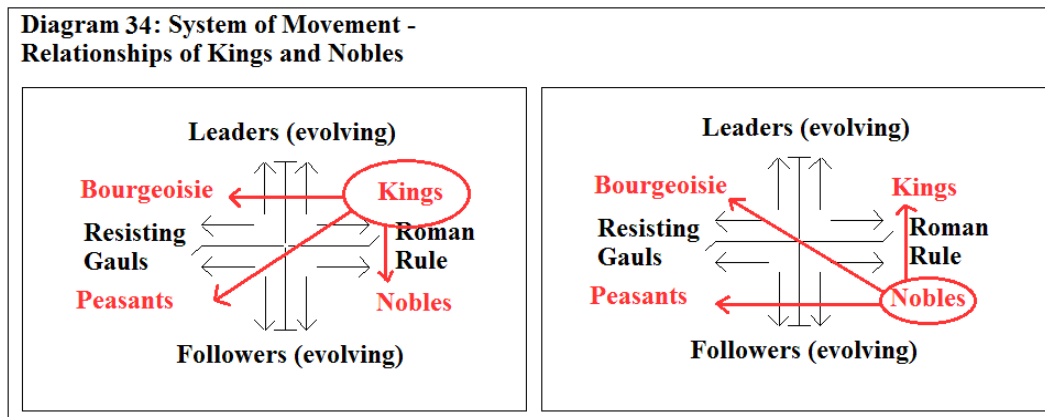 Diagram 34: System of Movement -
Relationships of Kings and Nobles
Leaders (evolving)
Bourgeoisie
Kings
Resisting
Gauls
Roman
Rule
Peasants
Nobles
Followers (evolving)
Leaders (evolving)
Bourgeoisie
Kings
Resisting
Gauls
Roman
Rule
Peasants
Nobles
Followers (evolving)